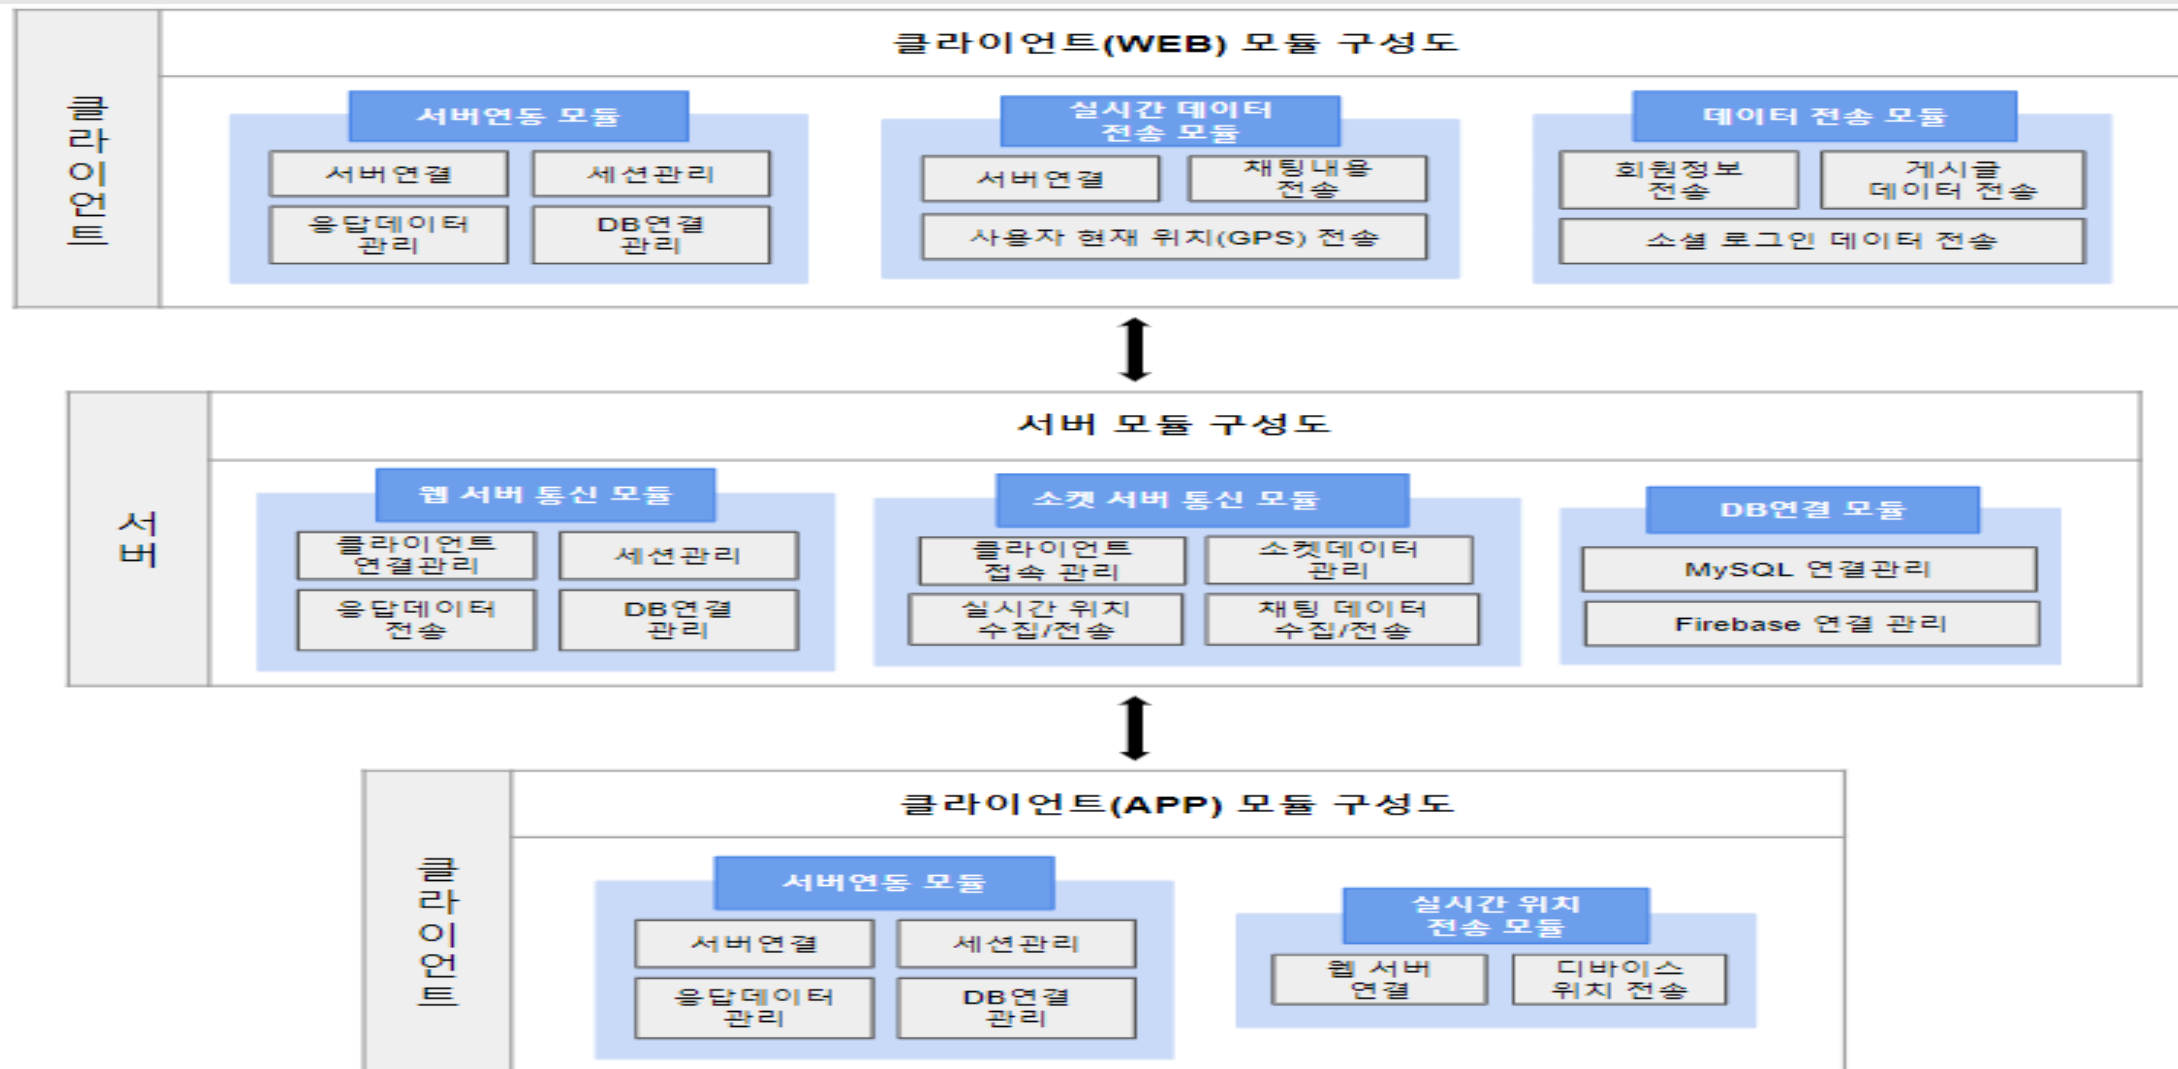 클라이언트(WEB) 모듈 구성도
클라이언트
서버연동 모듈
서버연결
세션관리
응답데이터
관리
DB연결
관리
실시간 데이터
전송 모듈
서버연결
채팅내용
전송
사용자 현재 위치(GPS) 전송
데이터 전송 모듈
회원정보
전송
게시글
데이터 전송
소셜 로그인 데이터 전송
서버 모듈 구성도
서버
웹 서버 통신 모듈
클라이언트
연결관리
세션관리
응답데이터
전송
DB연결
관리
소켓 서버 통신 모듈
클라이언트
접속 관리
소켓데이터
관리
실시간 위치
수집/전송
채팅 데이터
수집/전송
DB연결 모듈
MySQL 연결관리
Firebase 연결 관리
클라이언트(APP) 모듈 구성도
클라이언트
서버연동 모듈
서버연결
세션관리
응답데이터
관리
DB연결
관리
실시간 위치
전송 모듈
웹 서버
연결
디바이스
위치 전송